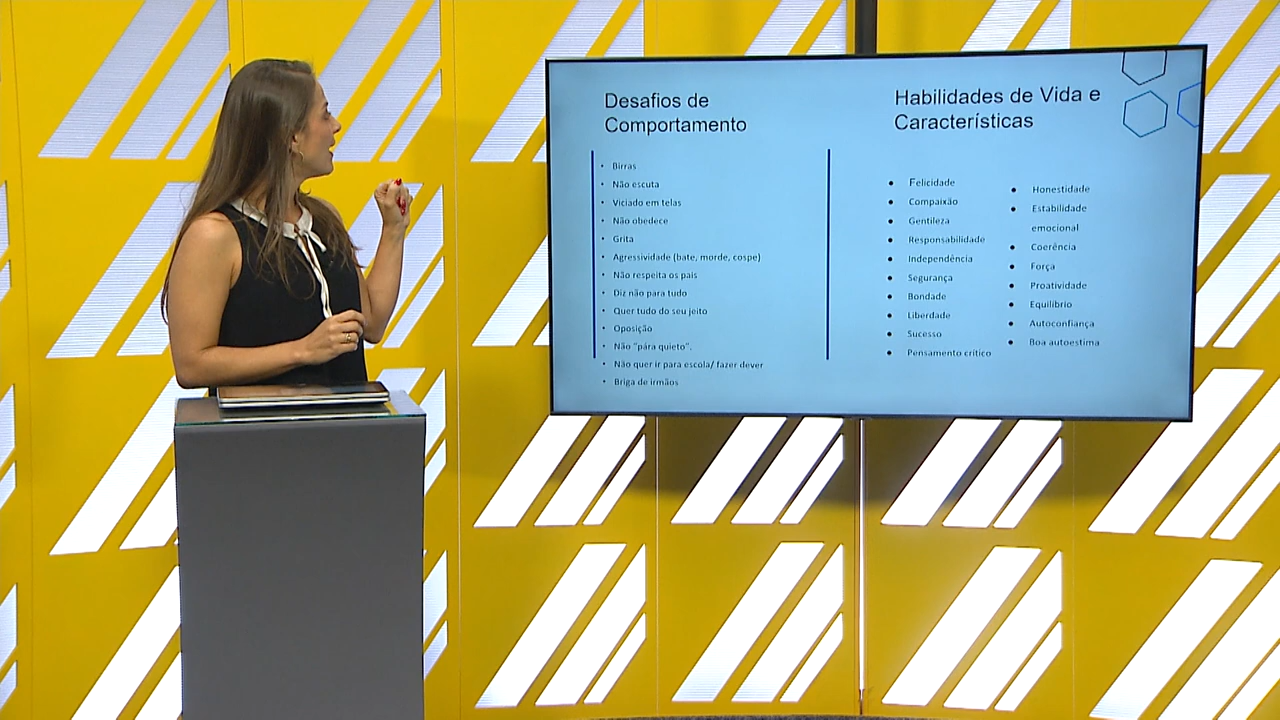 Desafios de
Comportamento
Birras
Não escuta
Viciado em telas
Não obedece
Grita
Agressividade (bate, morde, cospe)
Não respeita os pais
Diz não para tudo
Quer tudo do seu jeito
Oposição
Não "pára quieto".
Não quer ir para escola/ fazer dever
Briga de irmãos
Habilidades de Vida e
Características
Felicidade
Compaixão
Gentileza
Responsabilidade
Independência
Segurança
Bondade
Liberdade
Sucesso
Pensamento crítico
Honestidade
Estabilidade
emocional
Coerência
Força
Proatividade
Equilíbrio
Autoconfiança
Boa autoestima